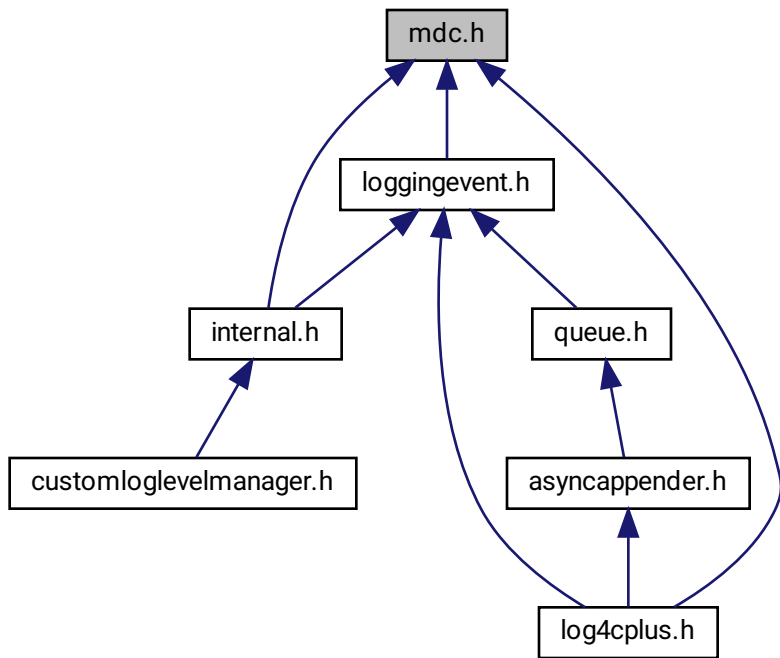 mdc.h
loggingevent.h
internal.h
queue.h
customloglevelmanager.h
asyncappender.h
log4cplus.h